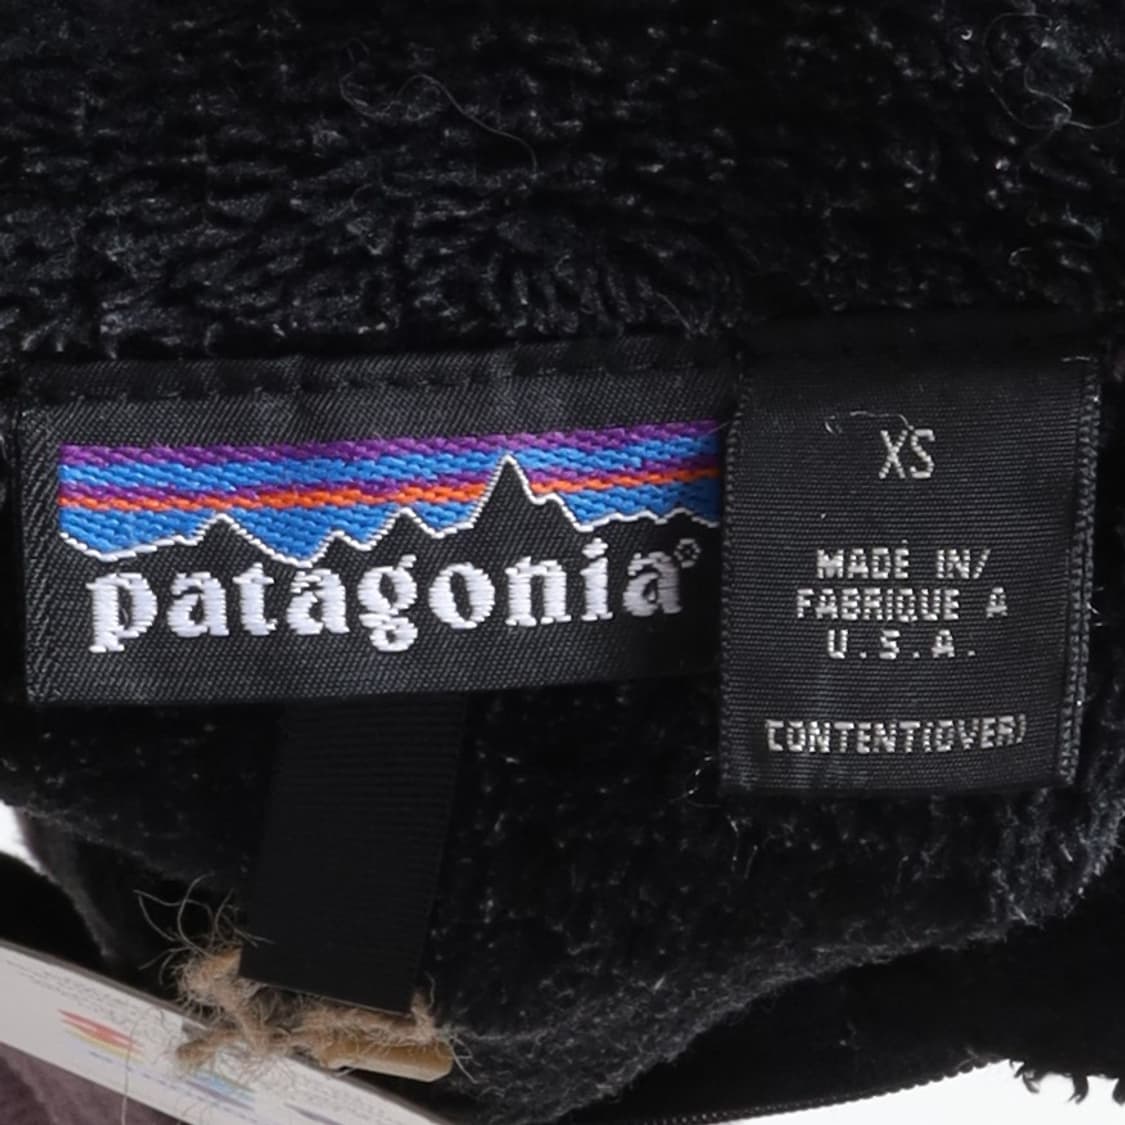 patagonia®
XS
MADE IN/
FABRIQUE A
U.S.A.
CONTENT(OVER)